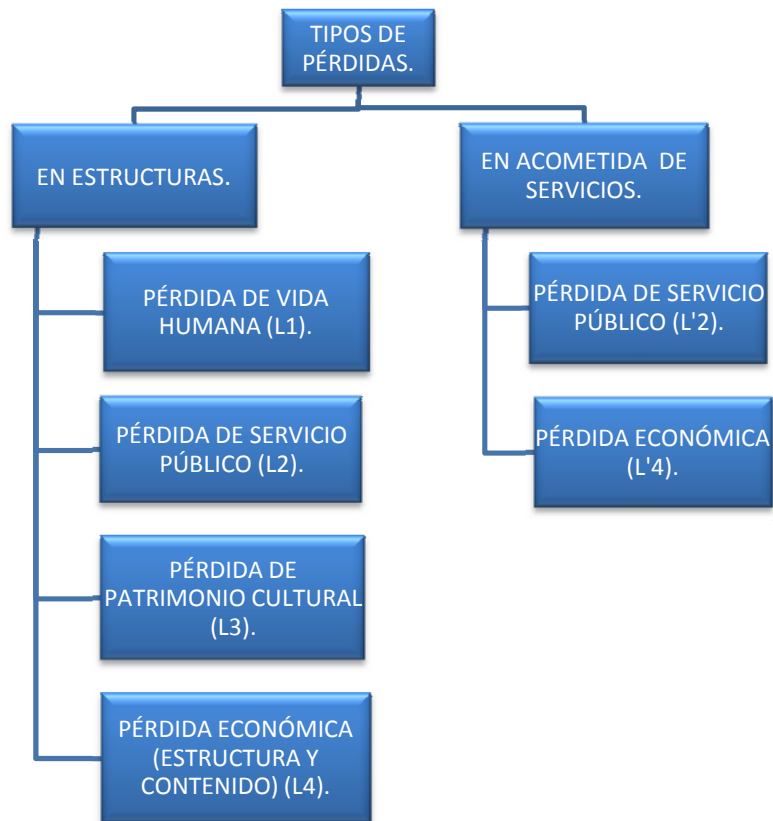 TIPOS DE
PÉRDIDAS.
EN ESTRUCTURAS.
PÉRDIDA DE VIDA
HUMANA (L1).
PÉRDIDA DE SERVICIO
PÚBLICO (L2).
PÉRDIDA DE
PATRIMONIO CULTURAL
(L3).
PÉRDIDA ECONÓMICA
(ESTRUCTURA Y
CONTENIDO) (L4).
EN ACOMETIDA DE
SERVICIOS.
PÉRDIDA DE SERVICIO
PÚBLICO (L'2).
PÉRDIDA ECONÓMICA
(L'4).